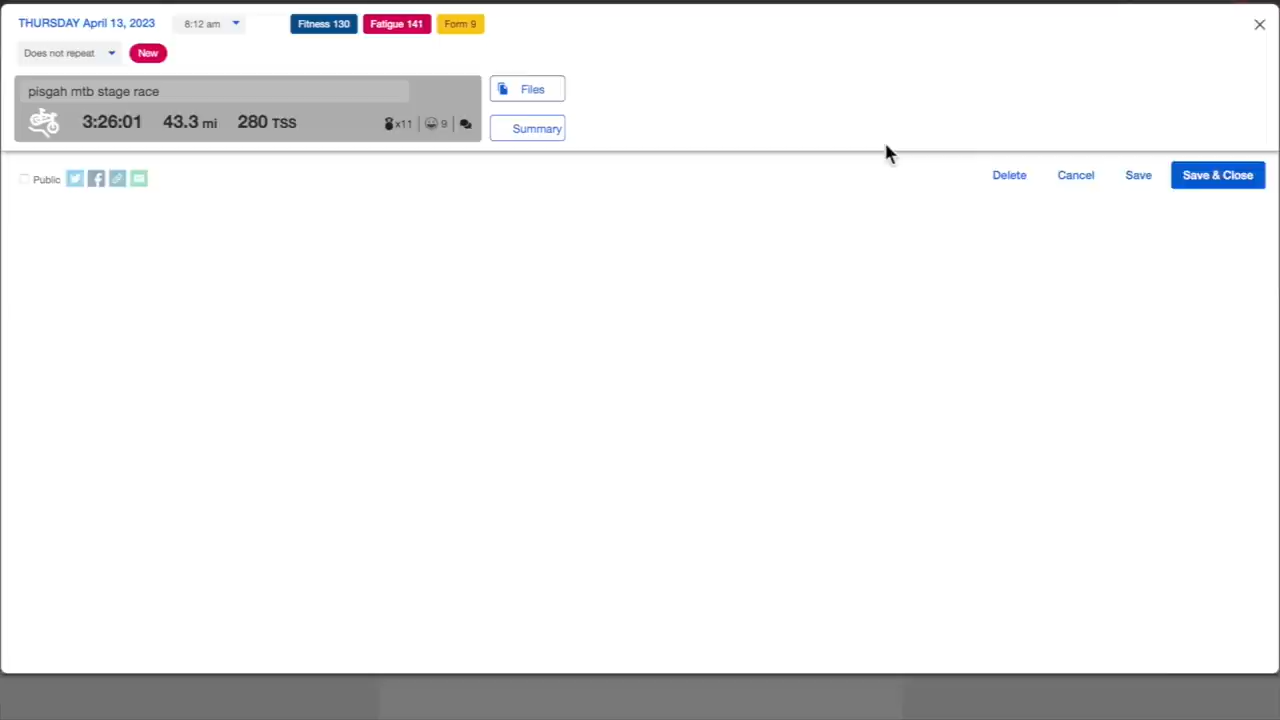 THURSDAY April 13, 2023 8:12 am Fitness 130 Fatigue 141 Form 9
Does not repeat New
pisgah mtb stage race Files
3:26:01 43.3 mi 280 TSS x11 9 Summary
Public Delete Cancel Save Save & Close